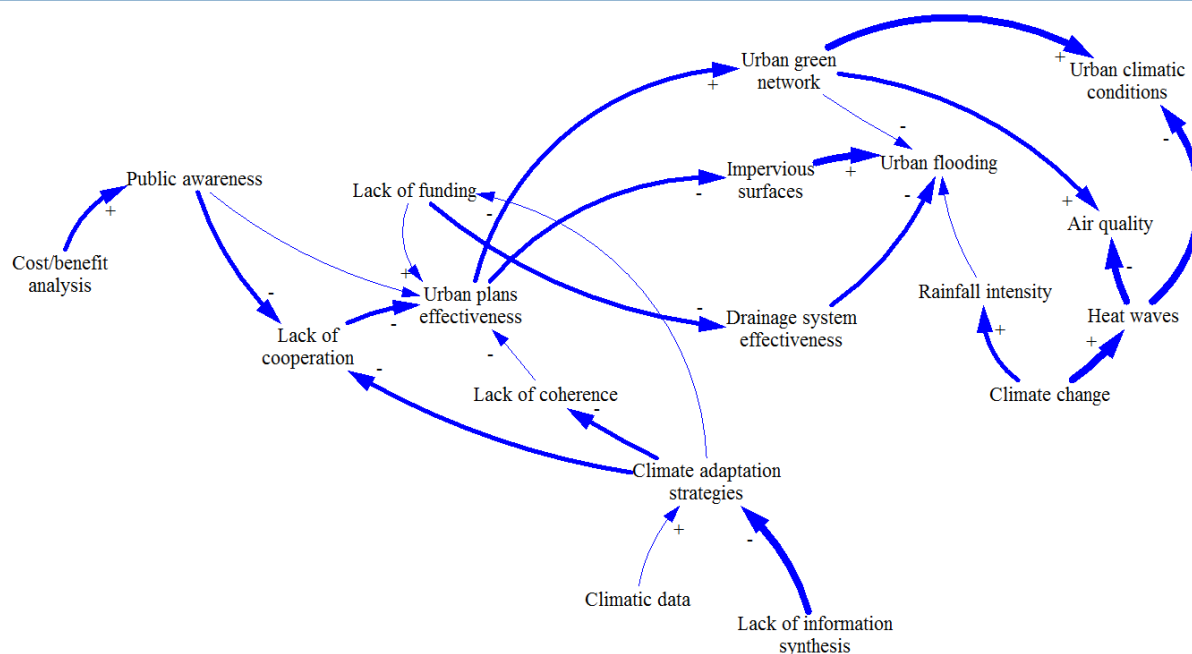 Urban green
network
+
+
Urban climatic
conditions
-
-
Public awareness
+
Lack of funding
-
Impervious
surfaces
-
+
Urban flooding
-
+
Air quality
-
Cost/benefit
analysis
-
+
Urban plans
effectiveness
-
Lack of
cooperation
-
-
Drainage system
effectiveness
Rainfall intensity
+
Heat waves
+
Climate change
-
Lack of coherence
-
Climate adaptation
strategies
+
-
Climatic data
Lack of information
synthesis